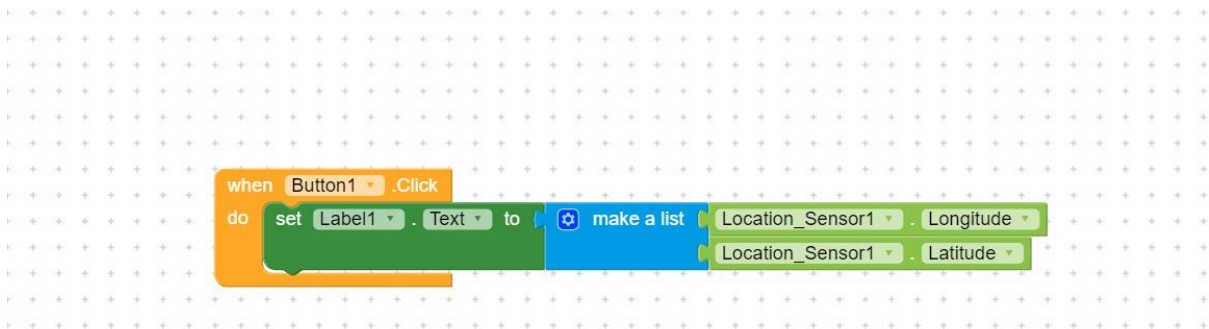 when Button1 .Click
do set Label1 . Text to make a list Location_Sensor1 . Longitude
Location_Sensor1 . Latitude